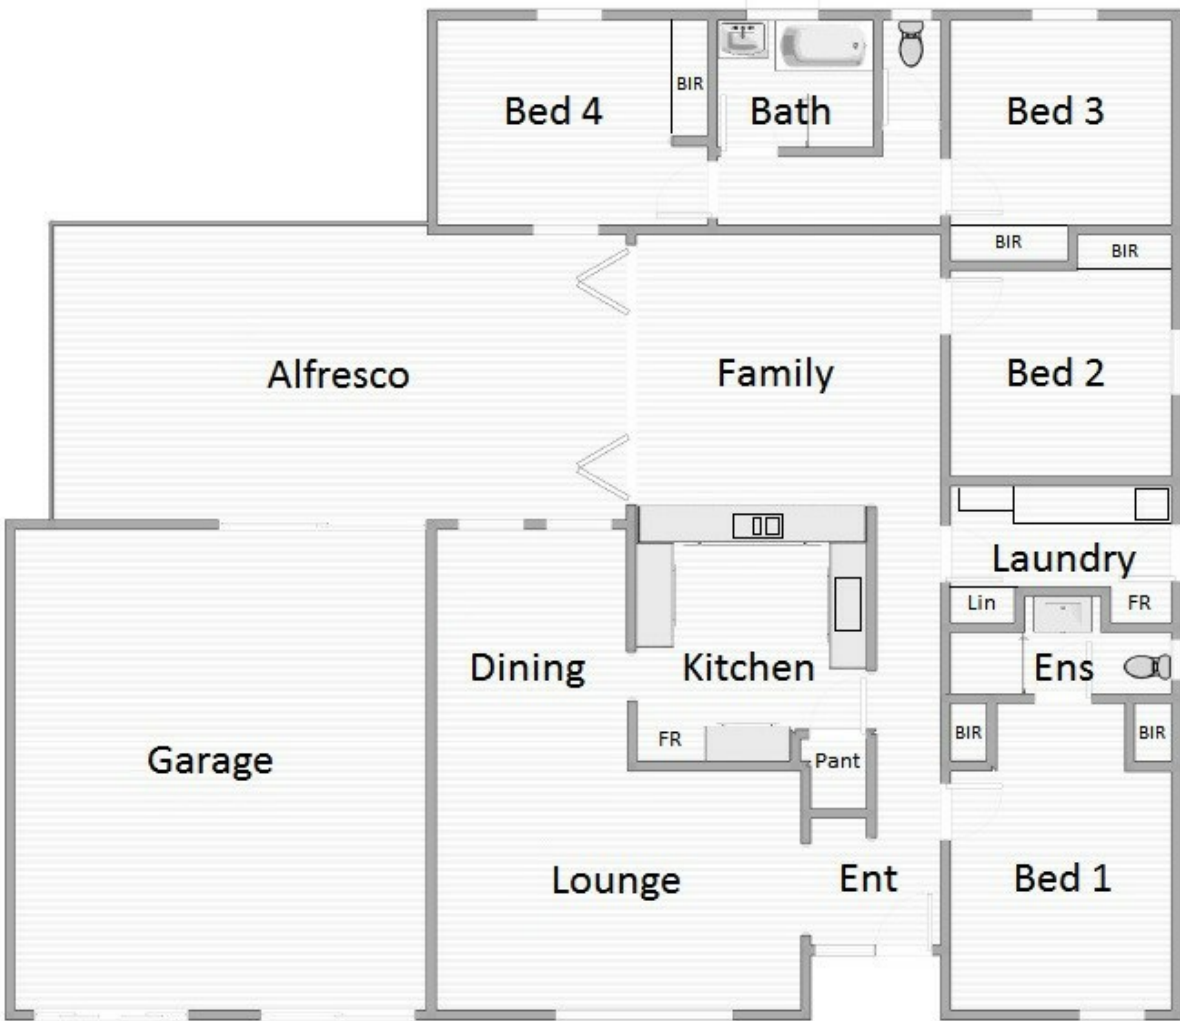 Bed 4
BIR
Bath
Bed 3
BIR
BIR
Alfresco
Family
Bed 2
Laundry
Lin
FR
Dining
Kitchen
Ens
FR
Pant
BIR
BIR
Garage
Lounge
Ent
Bed 1